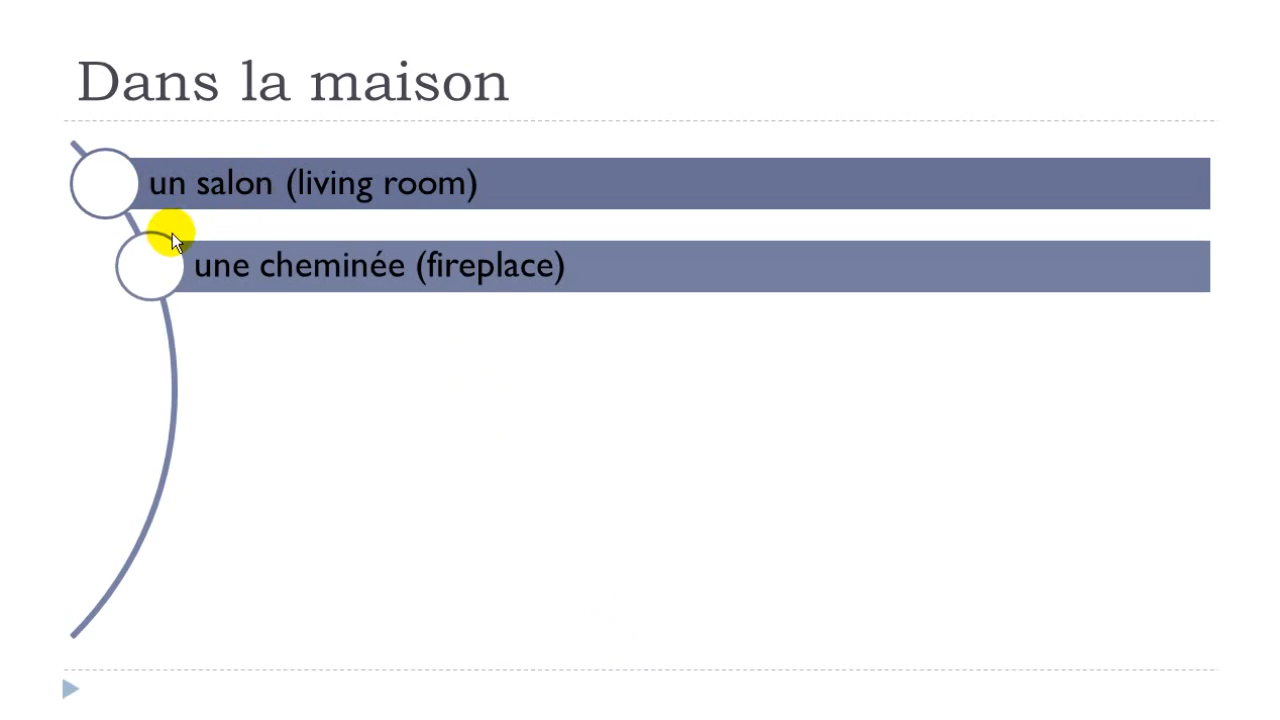 Dans la maison
un salon (living room)
une cheminée (fireplace)